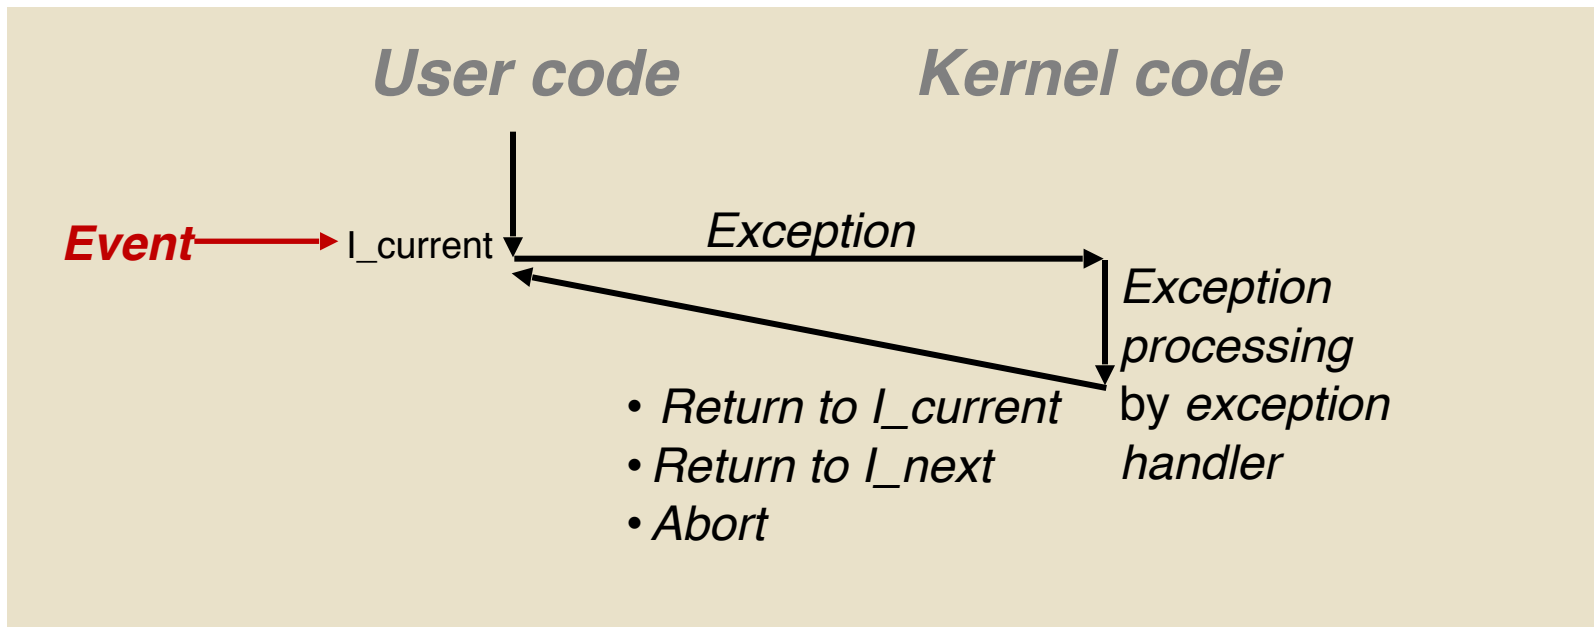 User code
Kernel code
Event
I_current
Exception
Exception
processing
by exception
handler
• Return to I_current
• Return to I_next
• Abort